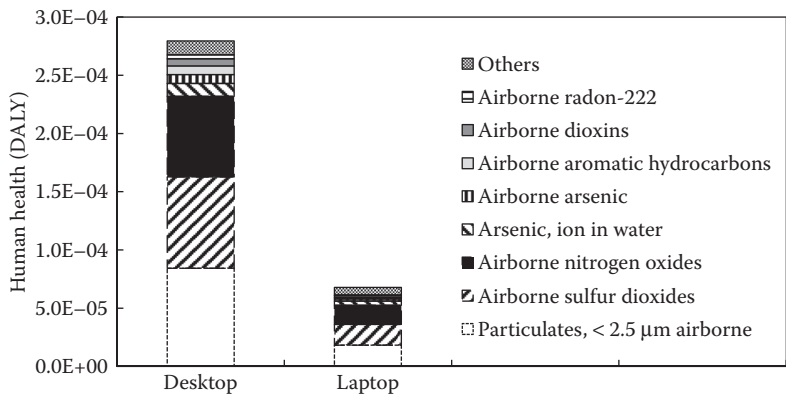 Human health (DALY)
3.0E−04
2.5E−04
2.0E−04
1.5E−04
1.0E−04
5.0E−05
0.0E+00
Desktop
Laptop
Others
Airborne radon-222
Airborne dioxins
Airborne aromatic hydrocarbons
Airborne arsenic
Arsenic, ion in water
Airborne nitrogen oxides
Airborne sulfur dioxides
Particulates, < 2.5 μm airborne